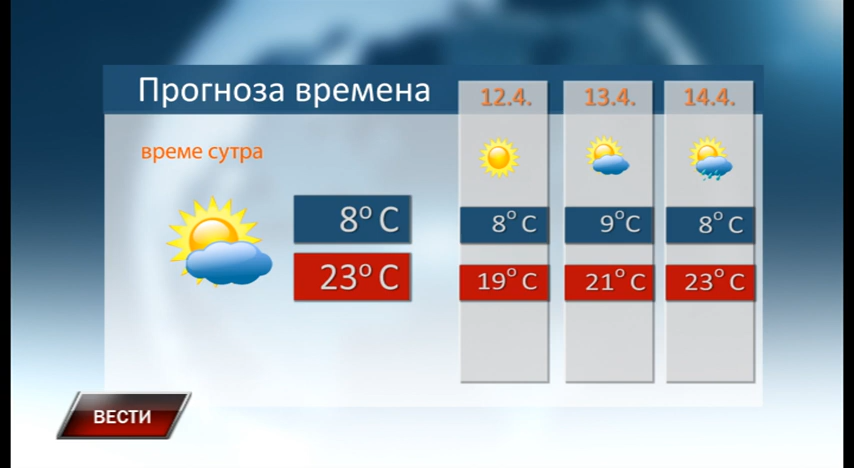 Прогноза времена
време сутра
8° C
23° C
12.4.
8° C
19° C
13.4.
9°C
21° C
14.4.
8° C
23° C
ВЕСТИ